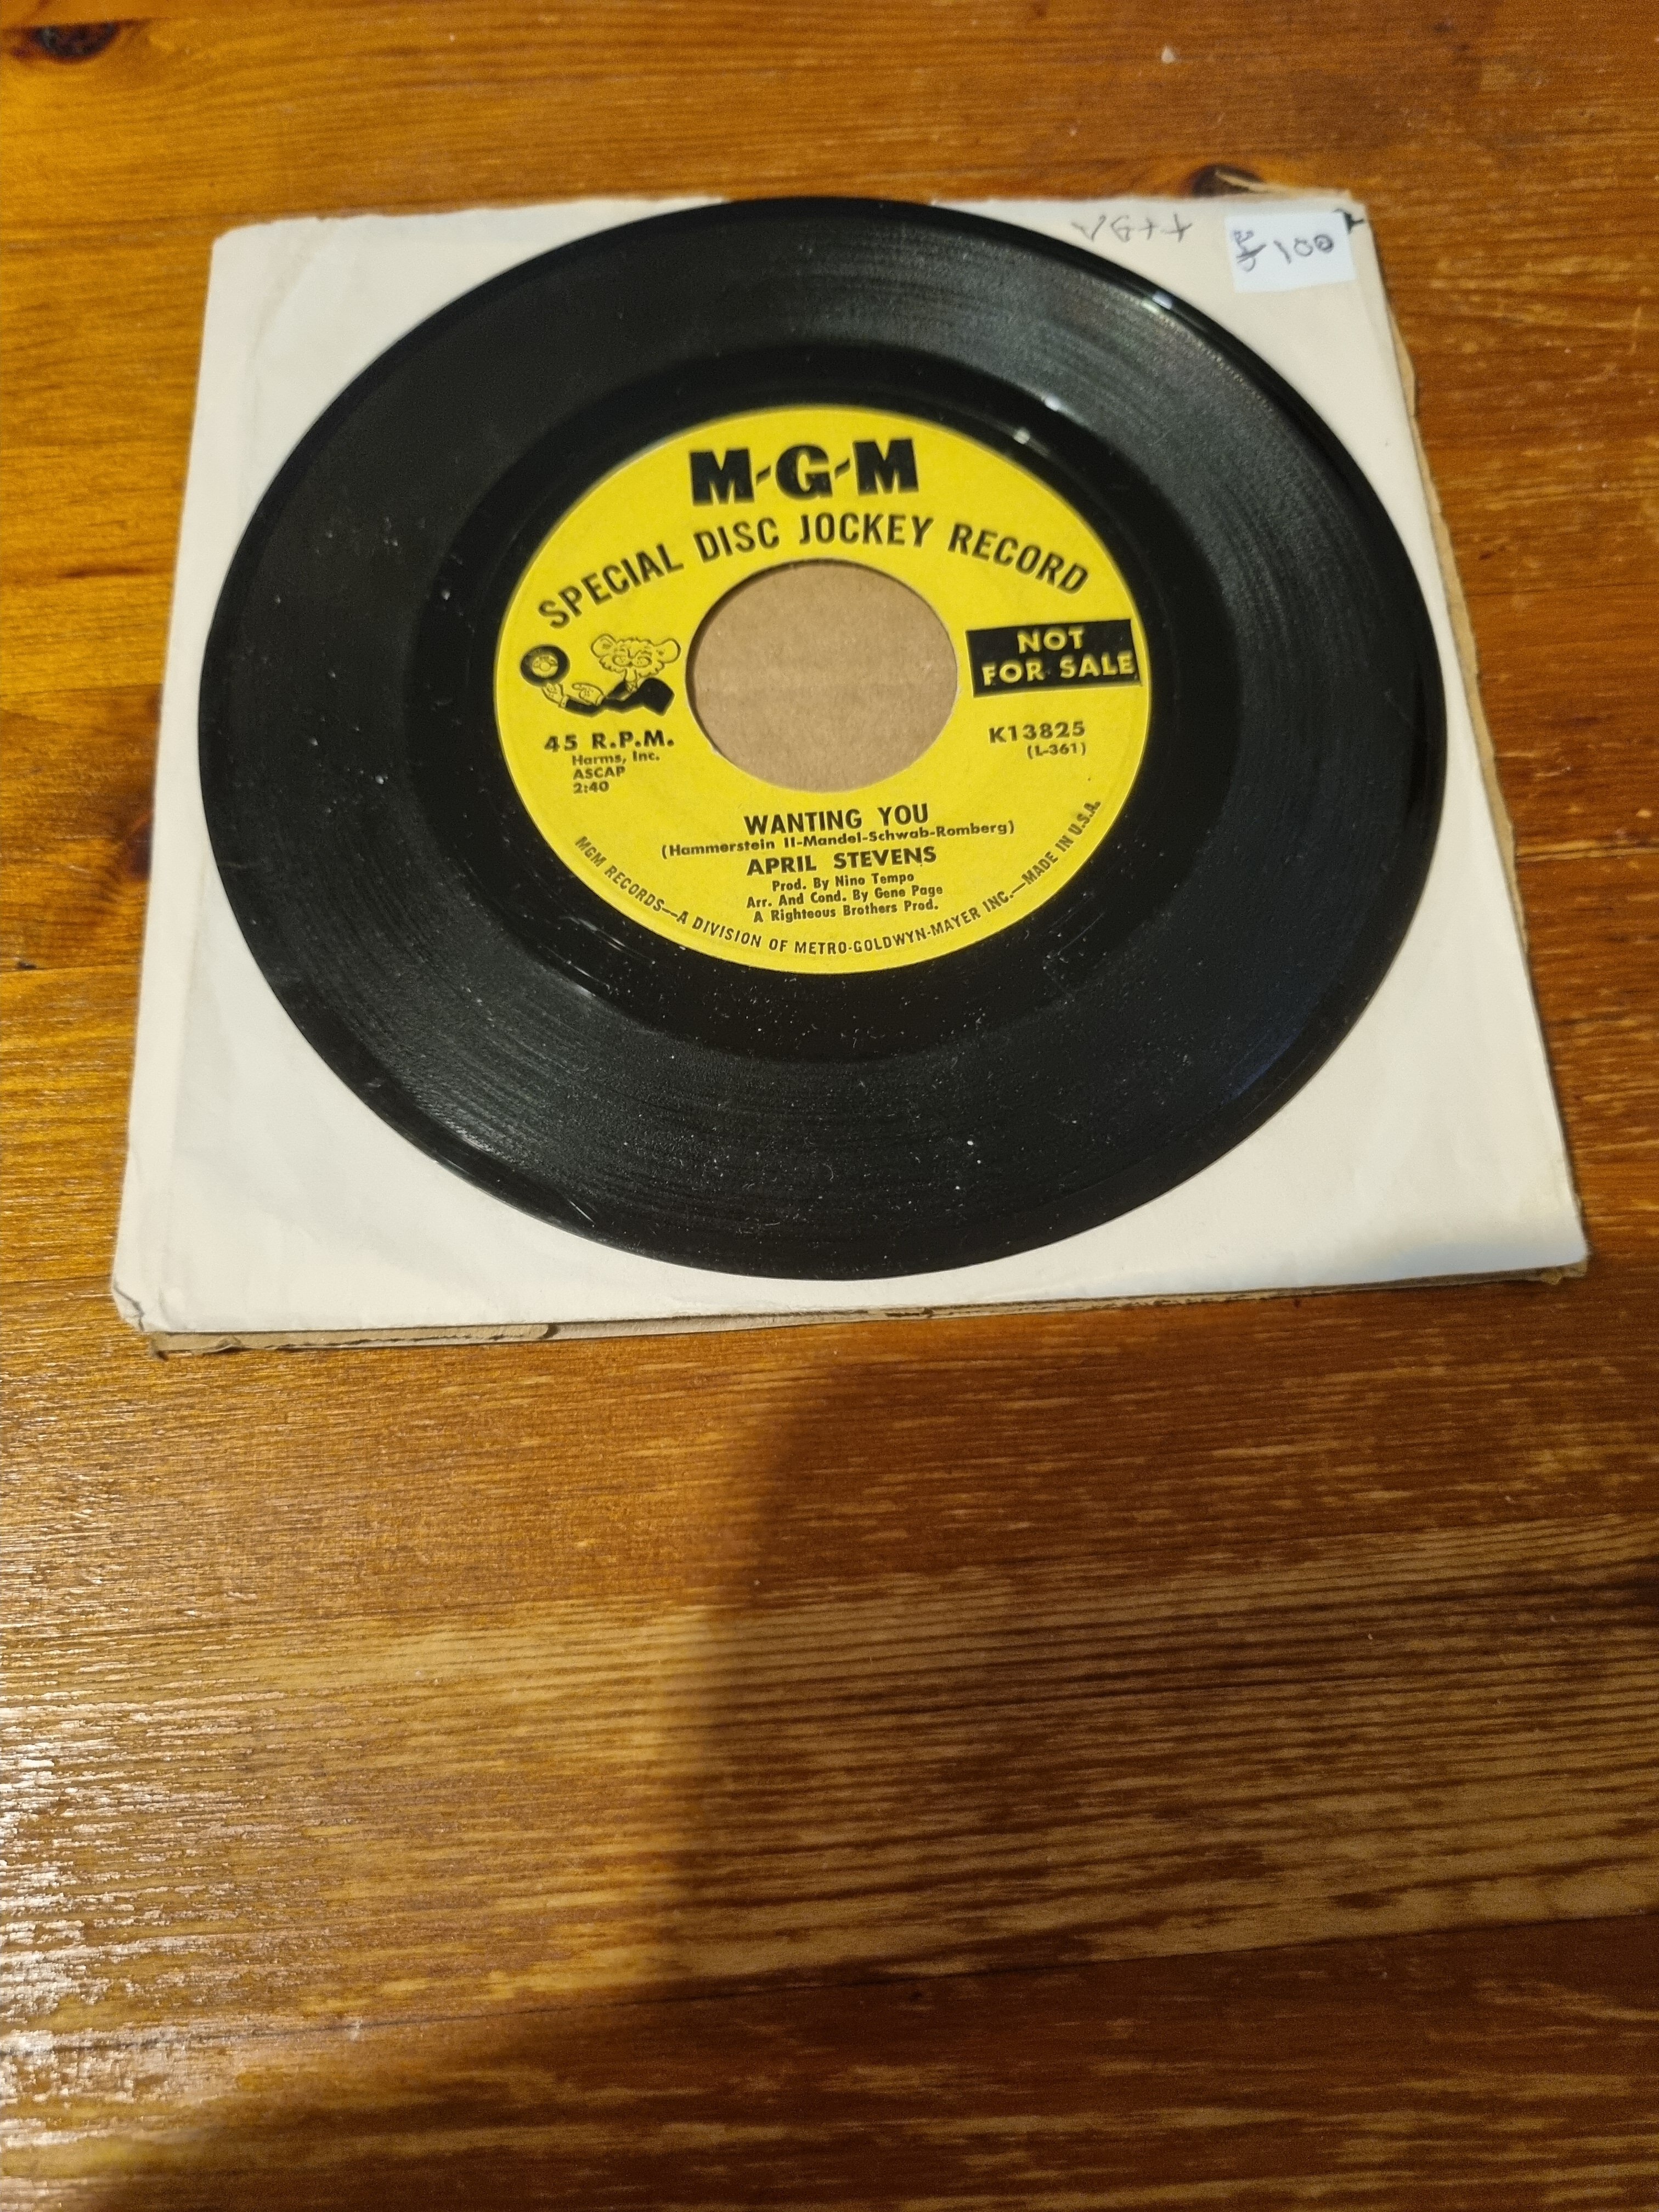 VG++
£100
M-G-M
SPECIAL DISC JOCKEY RECORD
NOT
FOR SALE
45 R.P.M.
Harms, Inc.
ASCAP
2:40
K13825
(L-361)
WANTING YOU
(Hammerstein II-Mandel-Schwab-Romberg)
APRIL STEVENS
Prod. By Nino Tempo
Arr. And Cond. By Gene Page
A Righteous Brothers Prod.
MGM RECORDS—A DIVISION OF METRO-GOLDWYN-MAYER INC.—MADE IN U.S.A.